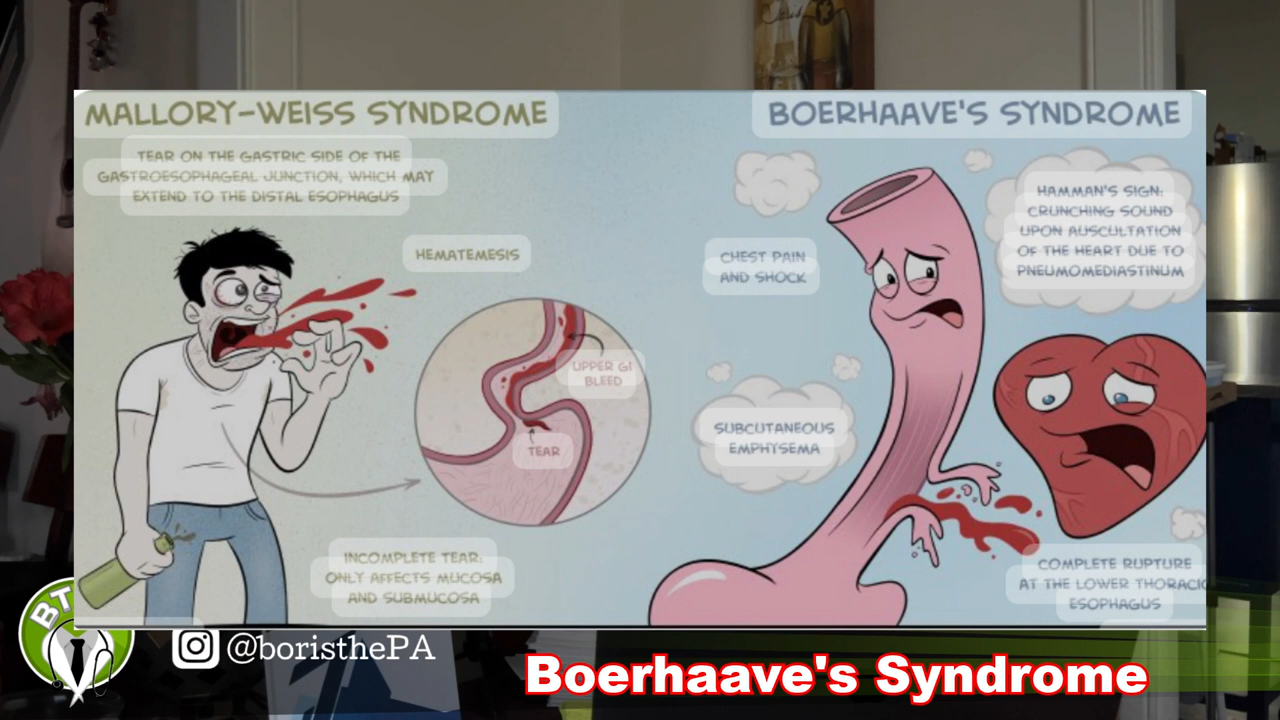 MALLORY-WEISS SYNDROME
TEAR ON THE GASTRIC SIDE OF THE
GASTROESOPHAGEAL JUNCTION, WHICH MAY
EXTEND TO THE DISTAL ESOPHAGUS
HEMATEMESIS
UPPER GI
BLEED
TEAR
INCOMPLETE TEAR:
ONLY AFFECTS MUCOSA
AND SUBMUCOSA
BOERHAAVE'S SYNDROME
HAMMAN'S SIGN:
CRUNCHING SOUND
UPON AUSCULTATION
OF THE HEART DUE TO
PNEUMOMEDIASTINUM
CHEST PAIN
AND SHOCK
SUBCUTANEOUS
EMPHYSEMA
COMPLETE RUPTURE
AT THE LOWER THORACIC
ESOPHAGUS
BT
@boristhePA
Boerhaave's Syndrome